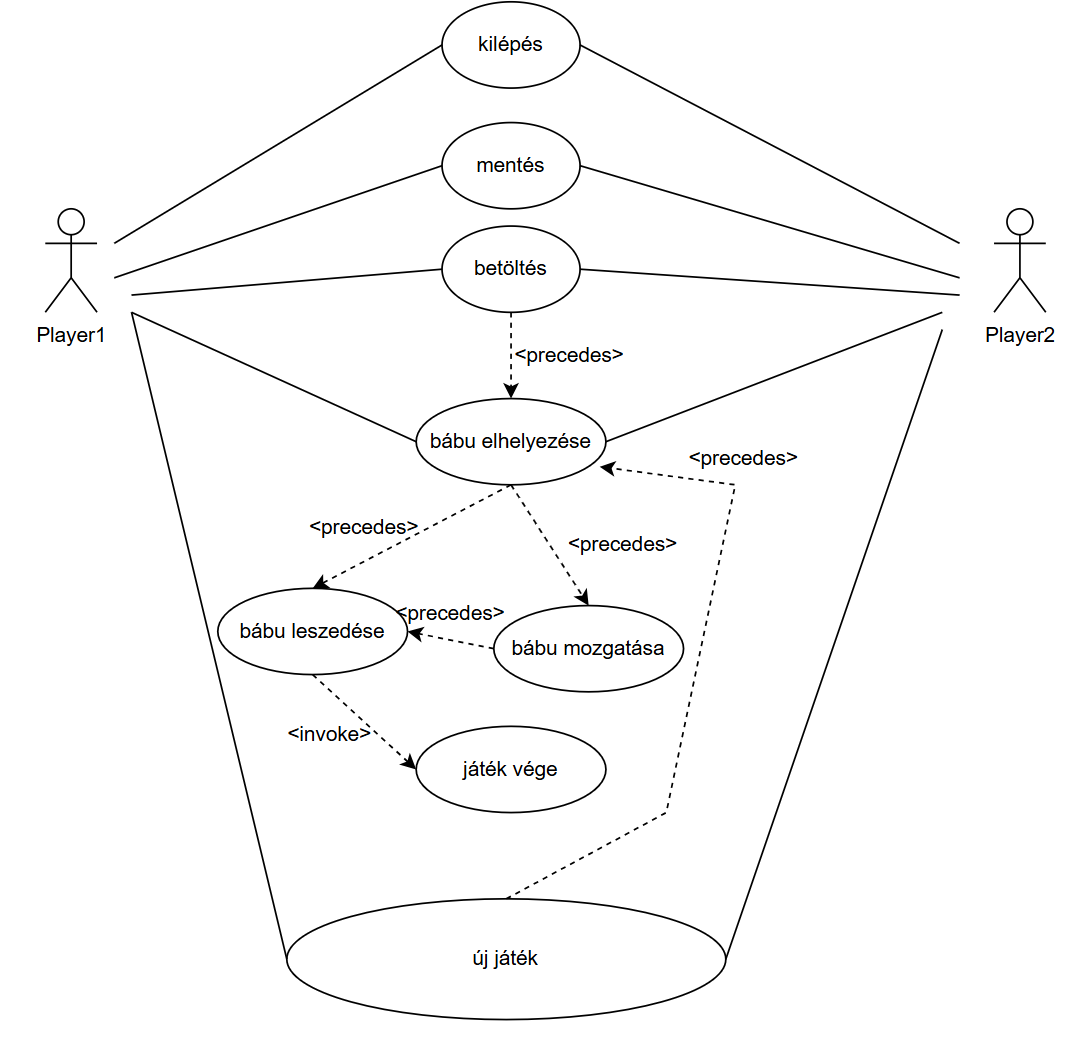 kilépés
mentés
betöltés
Player1
Player2
<precedes>
bábu elhelyezése
<precedes>
<precedes>
<precedes>
<precedes>
bábu leszedése
bábu mozgatása
<invoke>
játék vége
új játék